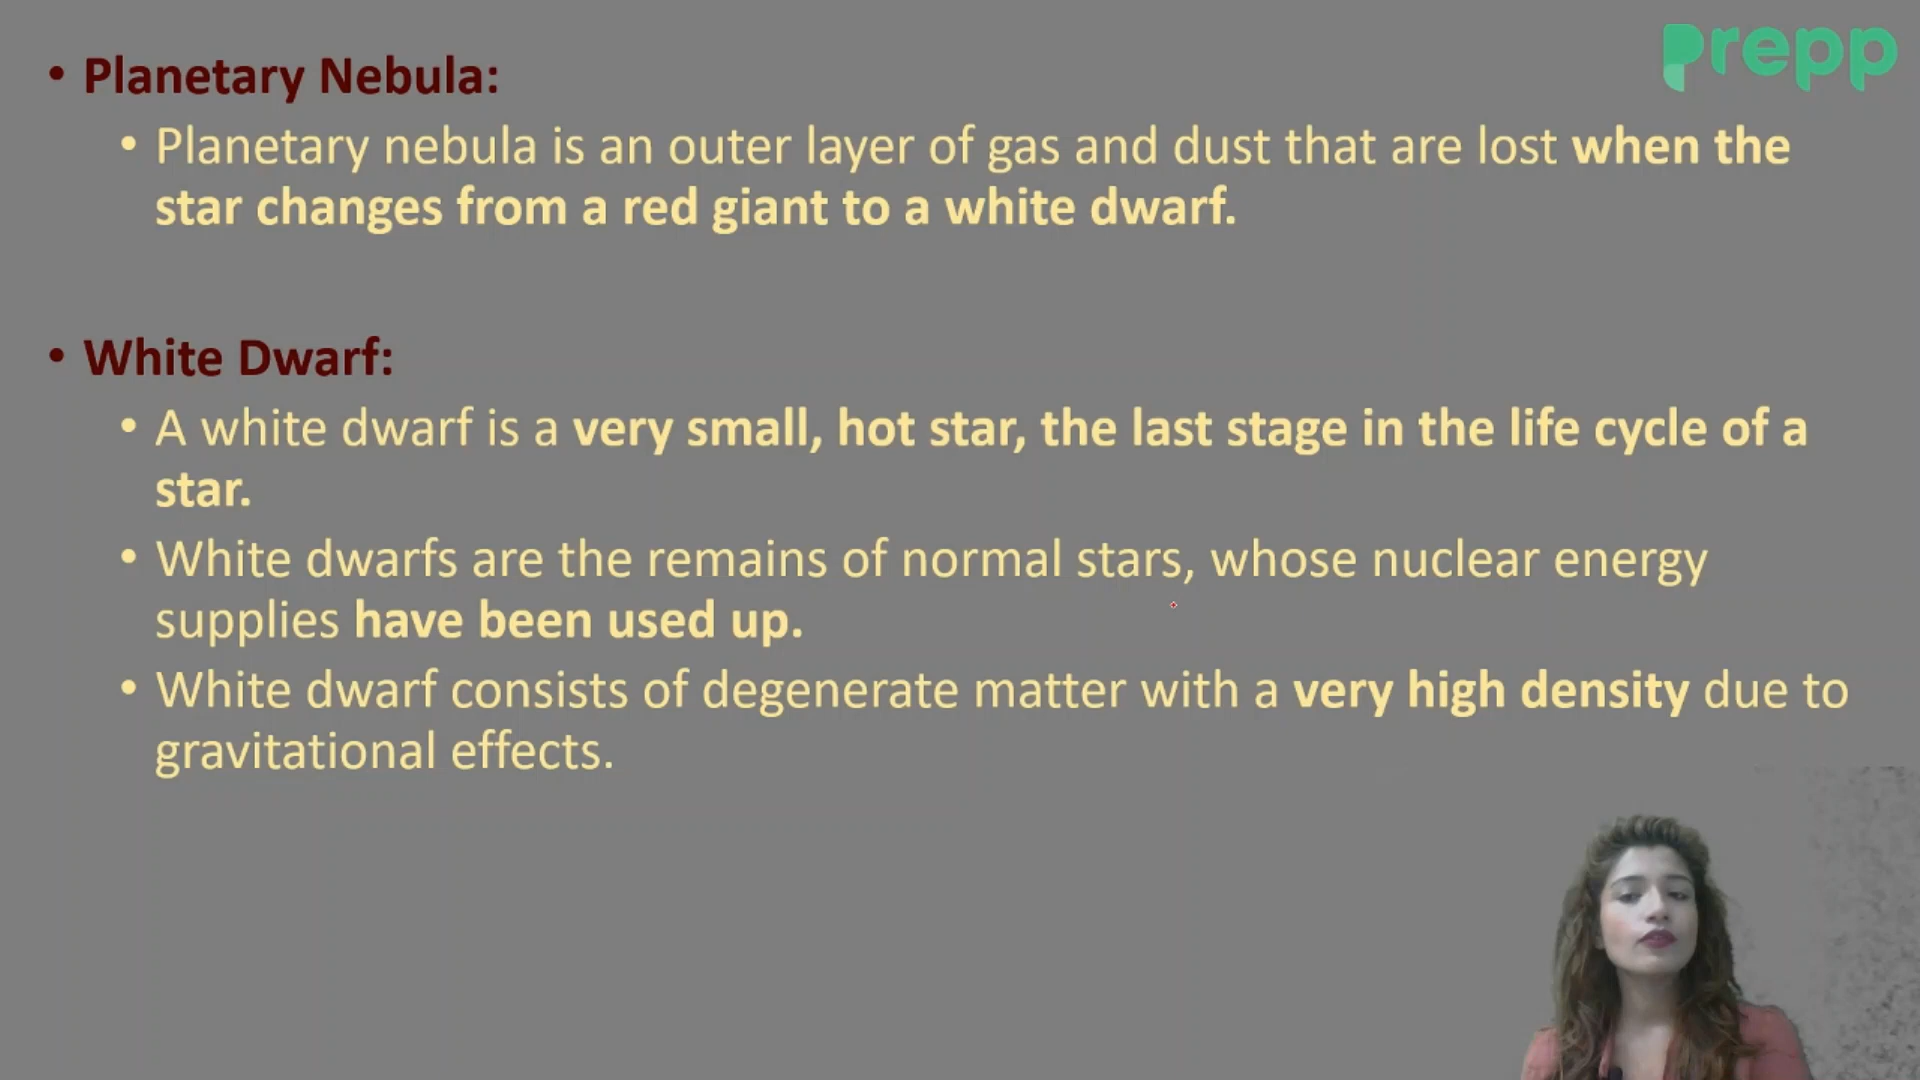 prepp
• Planetary Nebula:
• Planetary nebula is an outer layer of gas and dust that are lost when the
star changes from a red giant to a white dwarf.
• White Dwarf:
• A white dwarf is a very small, hot star, the last stage in the life cycle of a
star.
• White dwarfs are the remains of normal stars, whose nuclear energy
supplies have been used up.
• White dwarf consists of degenerate matter with a very high density due to
gravitational effects.